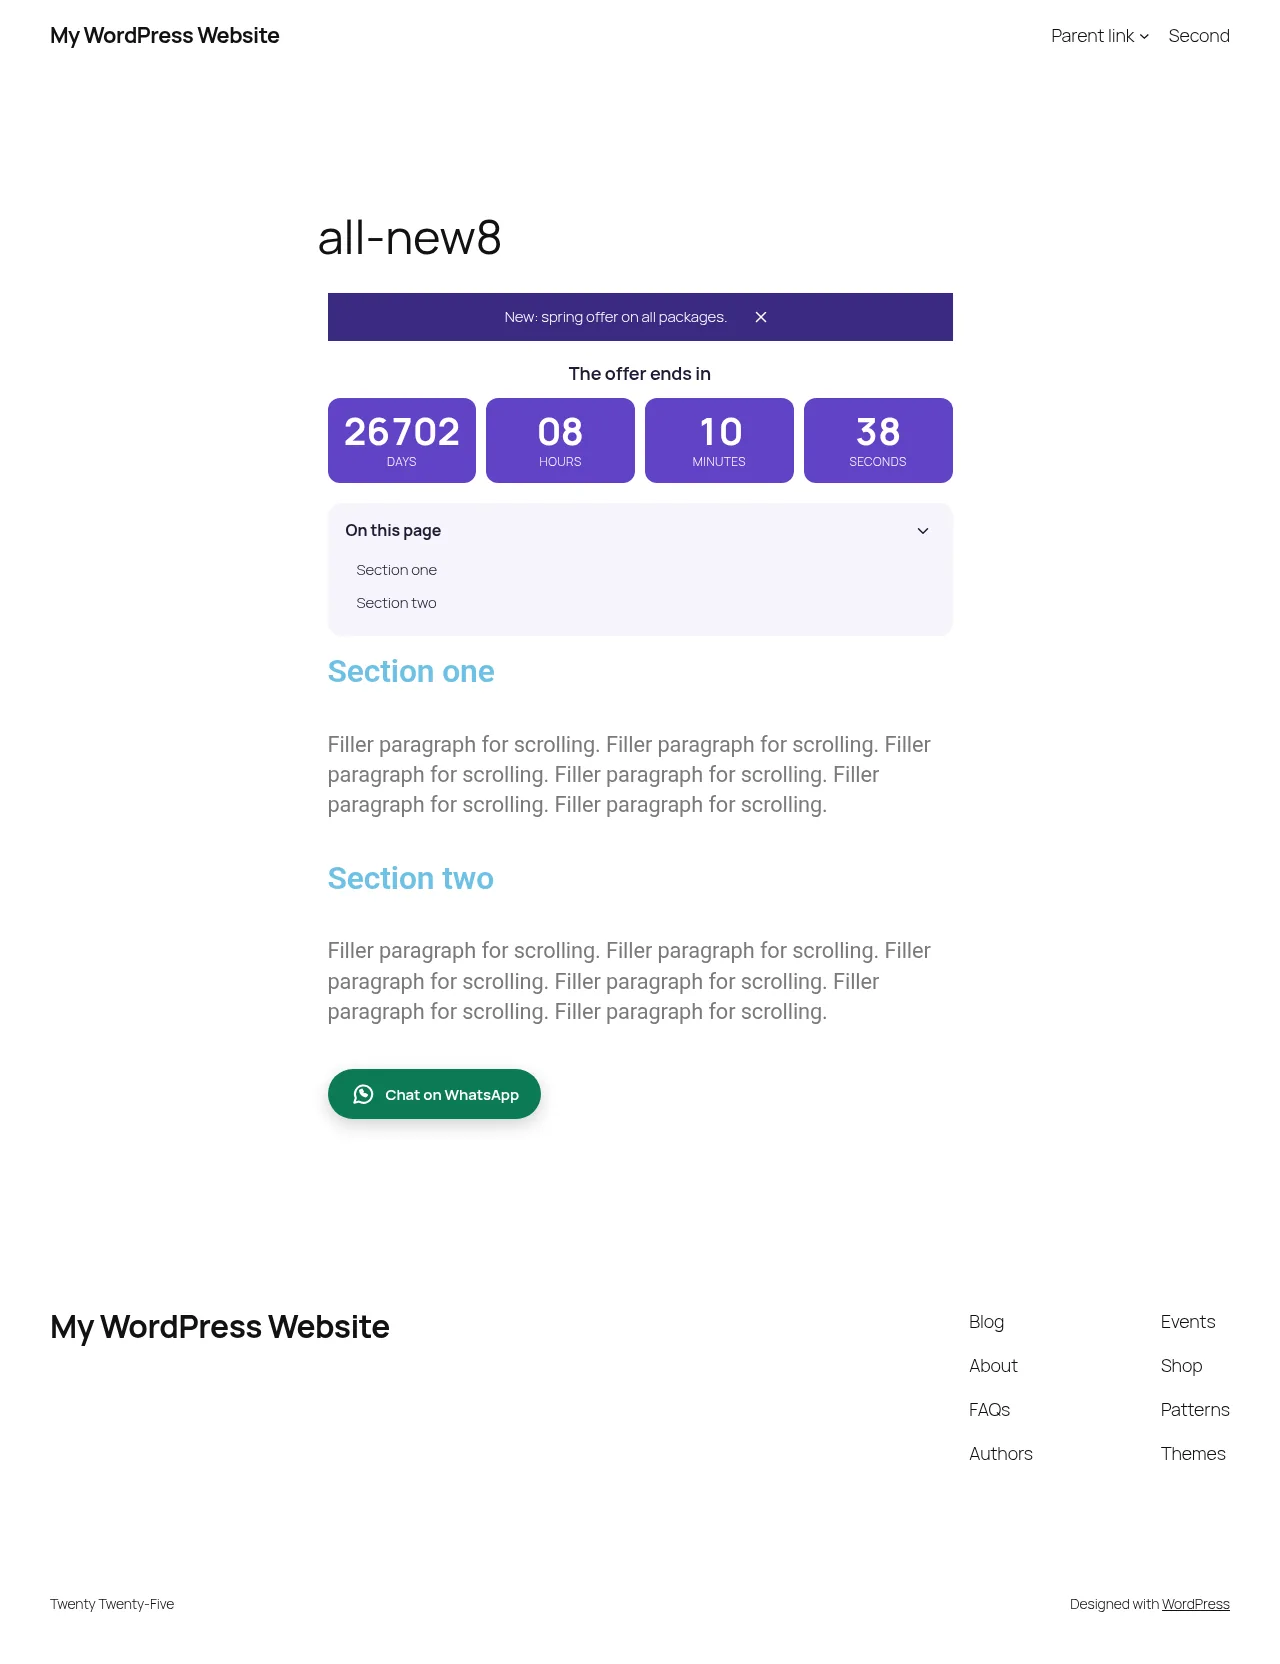 My WordPress Website
Parent link
Second
all-new8
New: spring offer on all packages.
The offer ends in
26702
DAYS
08
HOURS
10
MINUTES
38
SECONDS
On this page
Section one
Section two
Section one
Filler paragraph for scrolling. Filler paragraph for scrolling. Filler
paragraph for scrolling. Filler paragraph for scrolling. Filler
paragraph for scrolling. Filler paragraph for scrolling.
Section two
Filler paragraph for scrolling. Filler paragraph for scrolling. Filler
paragraph for scrolling. Filler paragraph for scrolling. Filler
paragraph for scrolling. Filler paragraph for scrolling.
Chat on WhatsApp
My WordPress Website
Blog
About
FAQs
Authors
Events
Shop
Patterns
Themes
Twenty Twenty-Five
Designed with WordPress